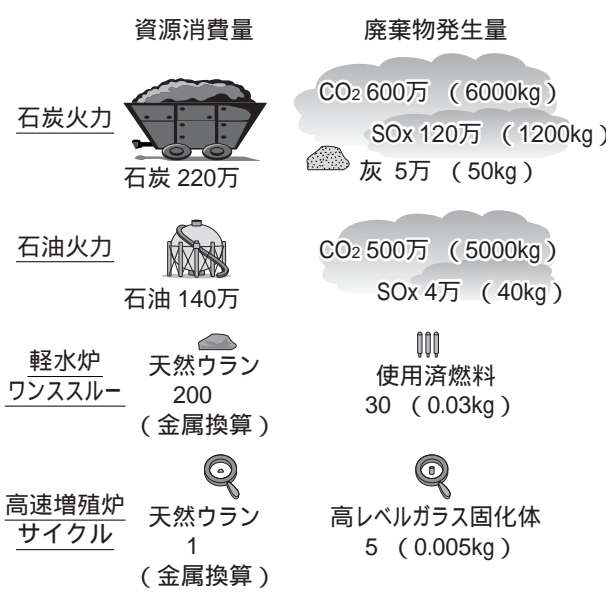 資源消費量 廃棄物発生量
石炭火力
石炭 220万
CO2 600万 （6000kg）
SOx 120万 （1200kg）
灰 5万 （50kg）
石油火力
石油 140万
CO2 500万 （5000kg）
SOx 4万 （40kg）
軽水炉
ワンススルー
天然ウラン
200
（金属換算）
使用済燃料
30 （0.03kg）
高速増殖炉
サイクル
天然ウラン
1
（金属換算）
高レベルガラス固化体
5 （0.005kg）